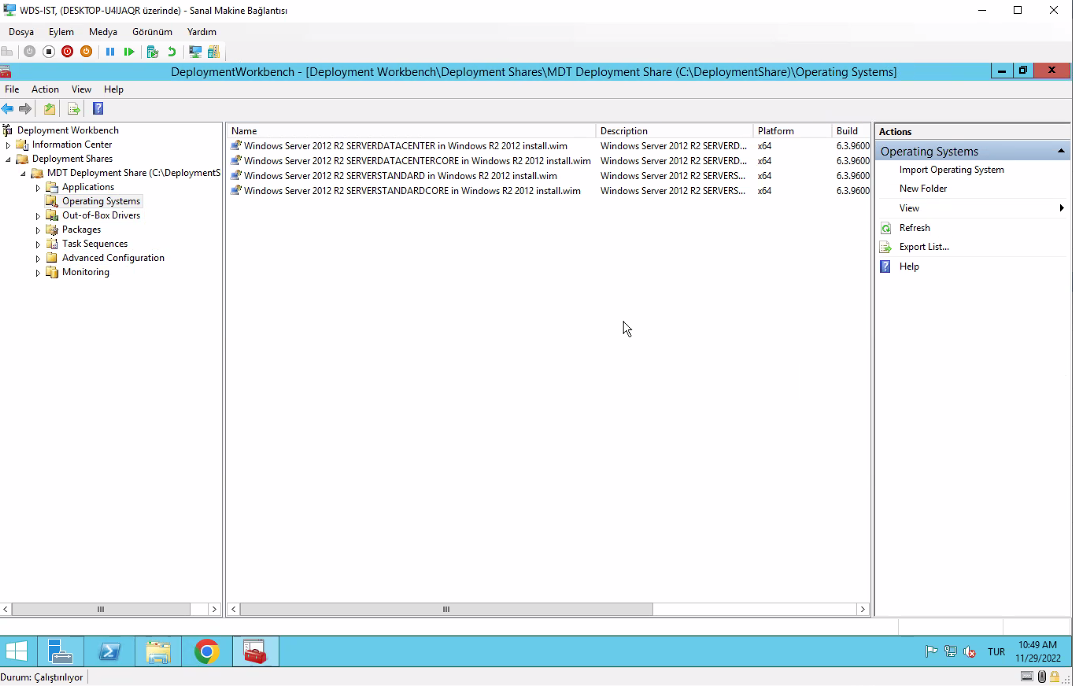 WDS-IST, (DESKTOP-U4IJAQR üzerinde) - Sanal Makine Bağlantısı
Dosya Eylem Medya Görünüm Yardım
DeploymentWorkbench - [Deployment Workbench\Deployment Shares\MDT Deployment Share (C:\DeploymentShare)\Operating Systems]
File Action View Help
Deployment Workbench
Information Center
Deployment Shares
MDT Deployment Share (C:\DeploymentS
Applications
Operating Systems
Out-of-Box Drivers
Packages
Task Sequences
Advanced Configuration
Monitoring
Name Description Platform Build
Windows Server 2012 R2 SERVERDATACENTER in Windows R2 2012 install.wim Windows Server 2012 R2 SERVERD... x64 6.3.9600
Windows Server 2012 R2 SERVERDATACENTERCORE in Windows R2 2012 install.wim Windows Server 2012 R2 SERVERD... x64 6.3.9600
Windows Server 2012 R2 SERVERSTANDARD in Windows R2 2012 install.wim Windows Server 2012 R2 SERVERS... x64 6.3.9600
Windows Server 2012 R2 SERVERSTANDARDCORE in Windows R2 2012 install.wim Windows Server 2012 R2 SERVERS... x64 6.3.9600
Actions
Operating Systems
Import Operating System
New Folder
View
Refresh
Export List...
Help
TUR
10:49 AM
11/29/2022
Durum: Çalıştırılıyor